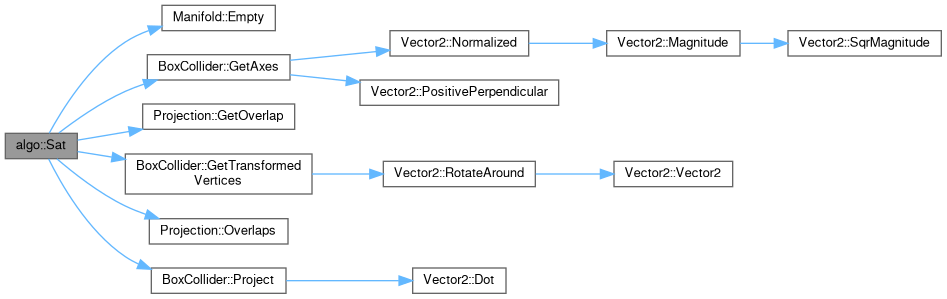 Manifold::Empty
Vector2::Normalized
Vector2::Magnitude
Vector2::SqrMagnitude
BoxCollider::GetAxes
Vector2::PositivePerpendicular
Projection::GetOverlap
algo::Sat
BoxCollider::GetTransformed
Vertices
Vector2::RotateAround
Vector2::Vector2
Projection::Overlaps
BoxCollider::Project
Vector2::Dot